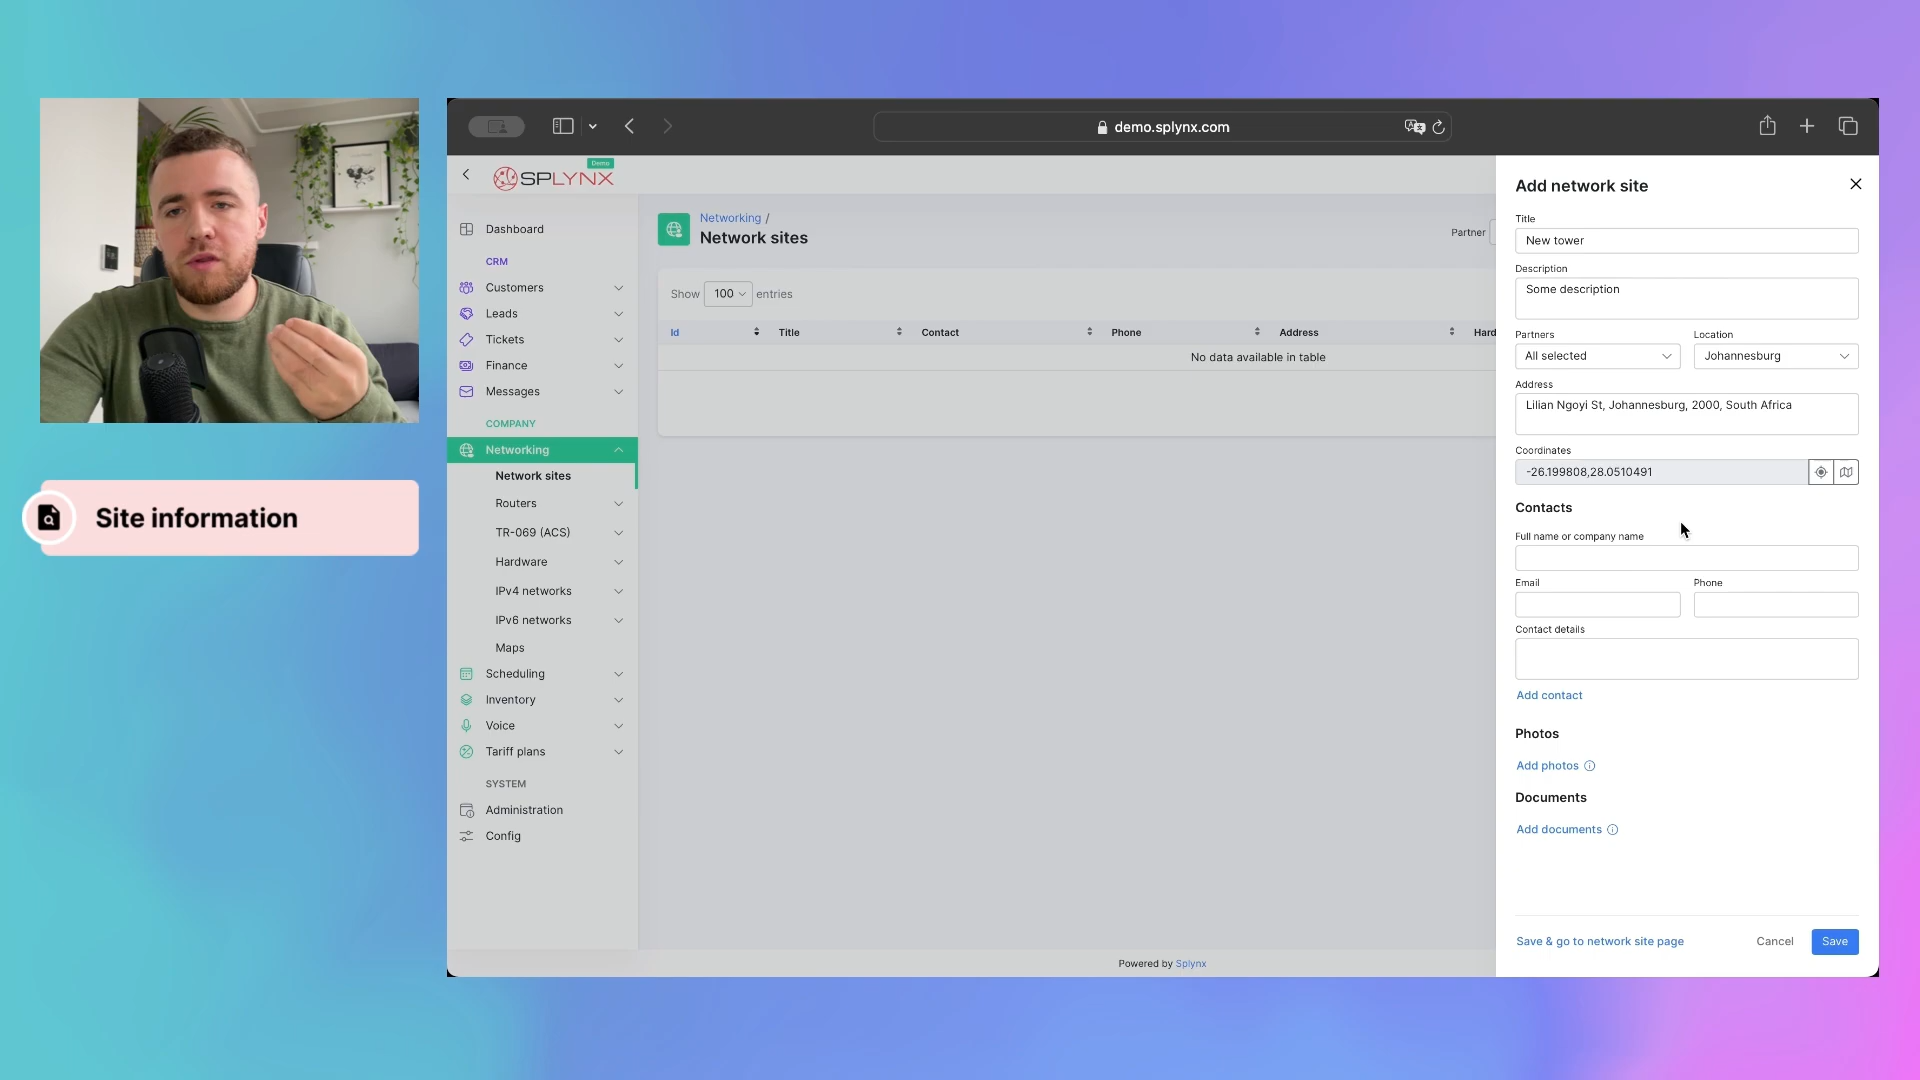 Site information
demo.splynx.com
SPLYNX
Demo
Dashboard
CRM
Customers
Leads
Tickets
Finance
Messages
COMPANY
Networking
Network sites
Routers
TR-069 (ACS)
Hardware
IPv4 networks
IPv6 networks
Maps
Scheduling
Inventory
Voice
Tariff plans
SYSTEM
Administration
Config
Networking /
Network sites
Partner
Show 100 entries
Id Title Contact Phone Address Hard
No data available in table
Powered by Splynx
Add network site
Title
New tower
Description
Some description
Partners Location
All selected Johannesburg
Address
Lilian Ngoyi St, Johannesburg, 2000, South Africa
Coordinates
-26.199808,28.0510491
Contacts
Full name or company name
Email Phone
Contact details
Add contact
Photos
Add photos
Documents
Add documents
Save & go to network site page Cancel Save